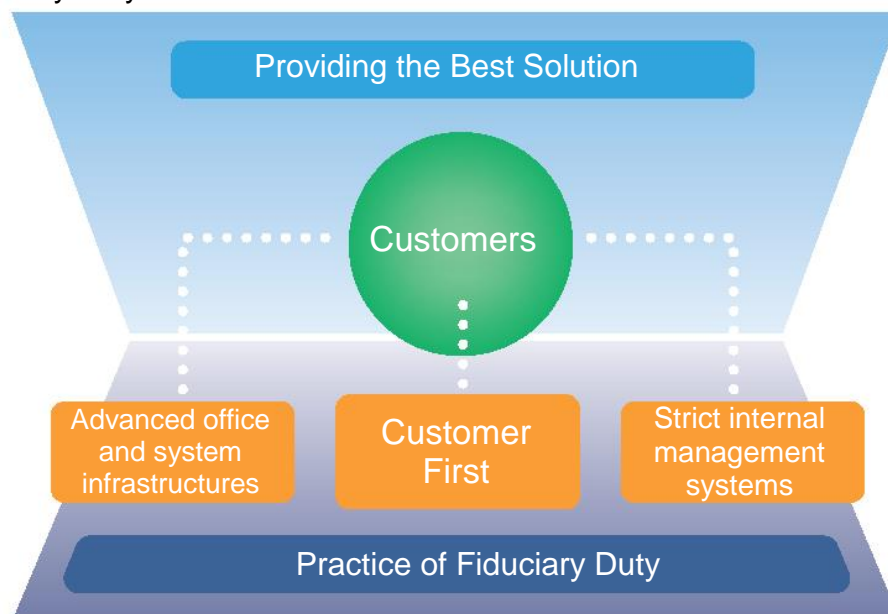 Providing the Best Solution
Customers
Advanced office
and system
infrastructures
Customer
First
Strict internal
management
systems
Practice of Fiduciary Duty